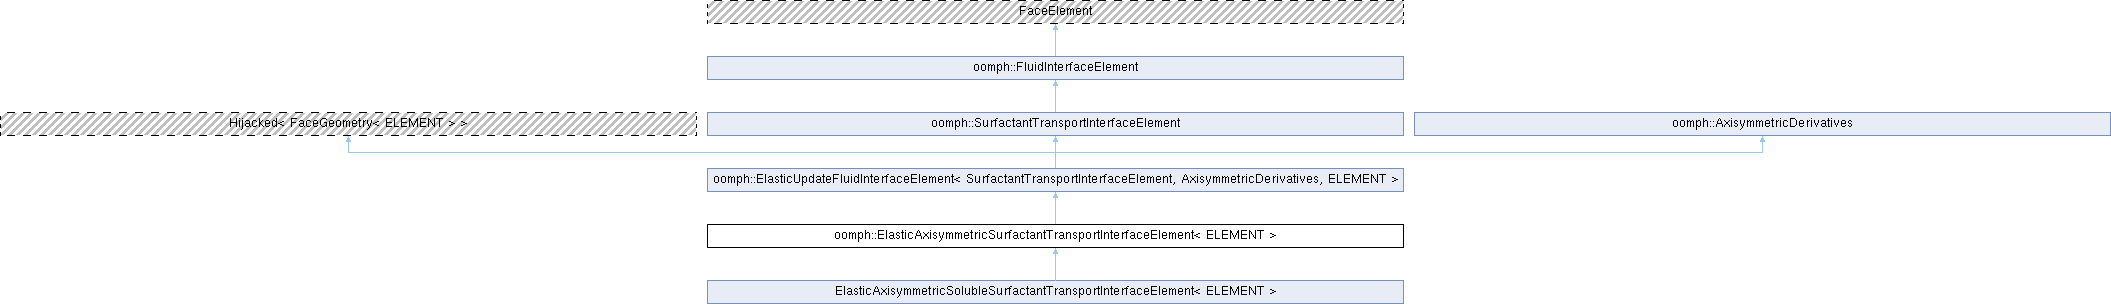 FaceElement
oomph::FluidInterfaceElement
Hijacked< FaceGeometry< ELEMENT > >
oomph::SurfactantTransportInterfaceElement
oomph::AxisymmetricDerivatives
oomph::ElasticUpdateFluidInterfaceElement< SurfactantTransportInterfaceElement, AxisymmetricDerivatives, ELEMENT >
oomph::ElasticAxisymmetricSurfactantTransportInterfaceElement< ELEMENT >
ElasticAxisymmetricSolubleSurfactantTransportInterfaceElement< ELEMENT >